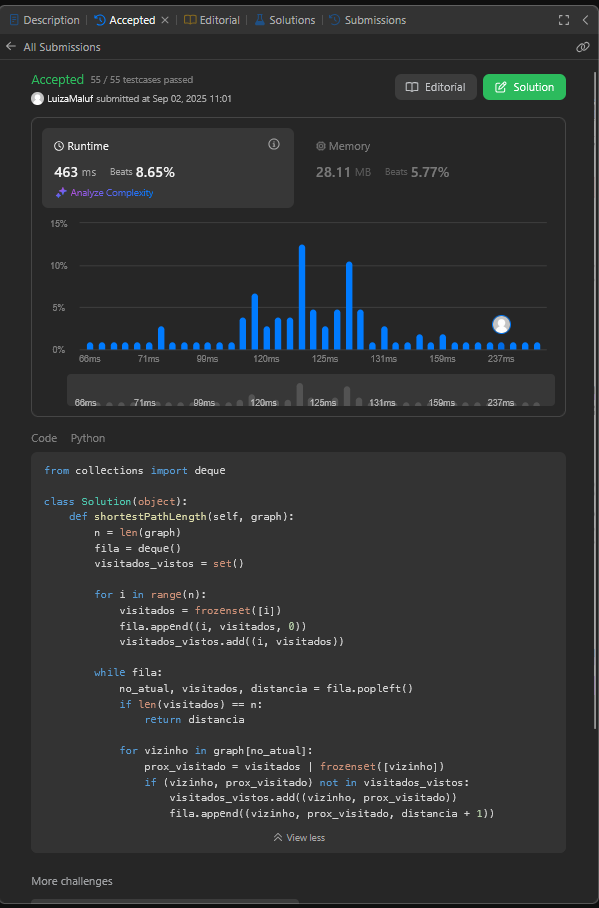 Description Accepted Editorial Solutions Submissions
All Submissions
Accepted 55 / 55 testcases passed
LuizaMaluf submitted at Sep 02, 2025 11:01
Editorial Solution
Runtime
463 ms Beats 8.65%
Analyze Complexity
Memory
28.11 MB Beats 5.77%
15%
10%
5%
0%
66ms 71ms 99ms 120ms 125ms 131ms 159ms 237ms
66ms 71ms 99ms 120ms 125ms 131ms 159ms 237ms
Code Python
from collections import deque
class Solution(object):
    def shortestPathLength(self, graph):
        n = len(graph)
        fila = deque()
        visitados_vistos = set()
        for i in range(n):
            visitados = frozenset([i])
            fila.append((i, visitados, 0))
            visitados_vistos.add((i, visitados))
        while fila:
            no_atual, visitados, distancia = fila.popleft()
            if len(visitados) == n:
                return distancia
            for vizinho in graph[no_atual]:
                prox_visitado = visitados | frozenset([vizinho])
                if (vizinho, prox_visitado) not in visitados_vistos:
                    visitados_vistos.add((vizinho, prox_visitado))
                    fila.append((vizinho, prox_visitado, distancia + 1))
View less
More challenges